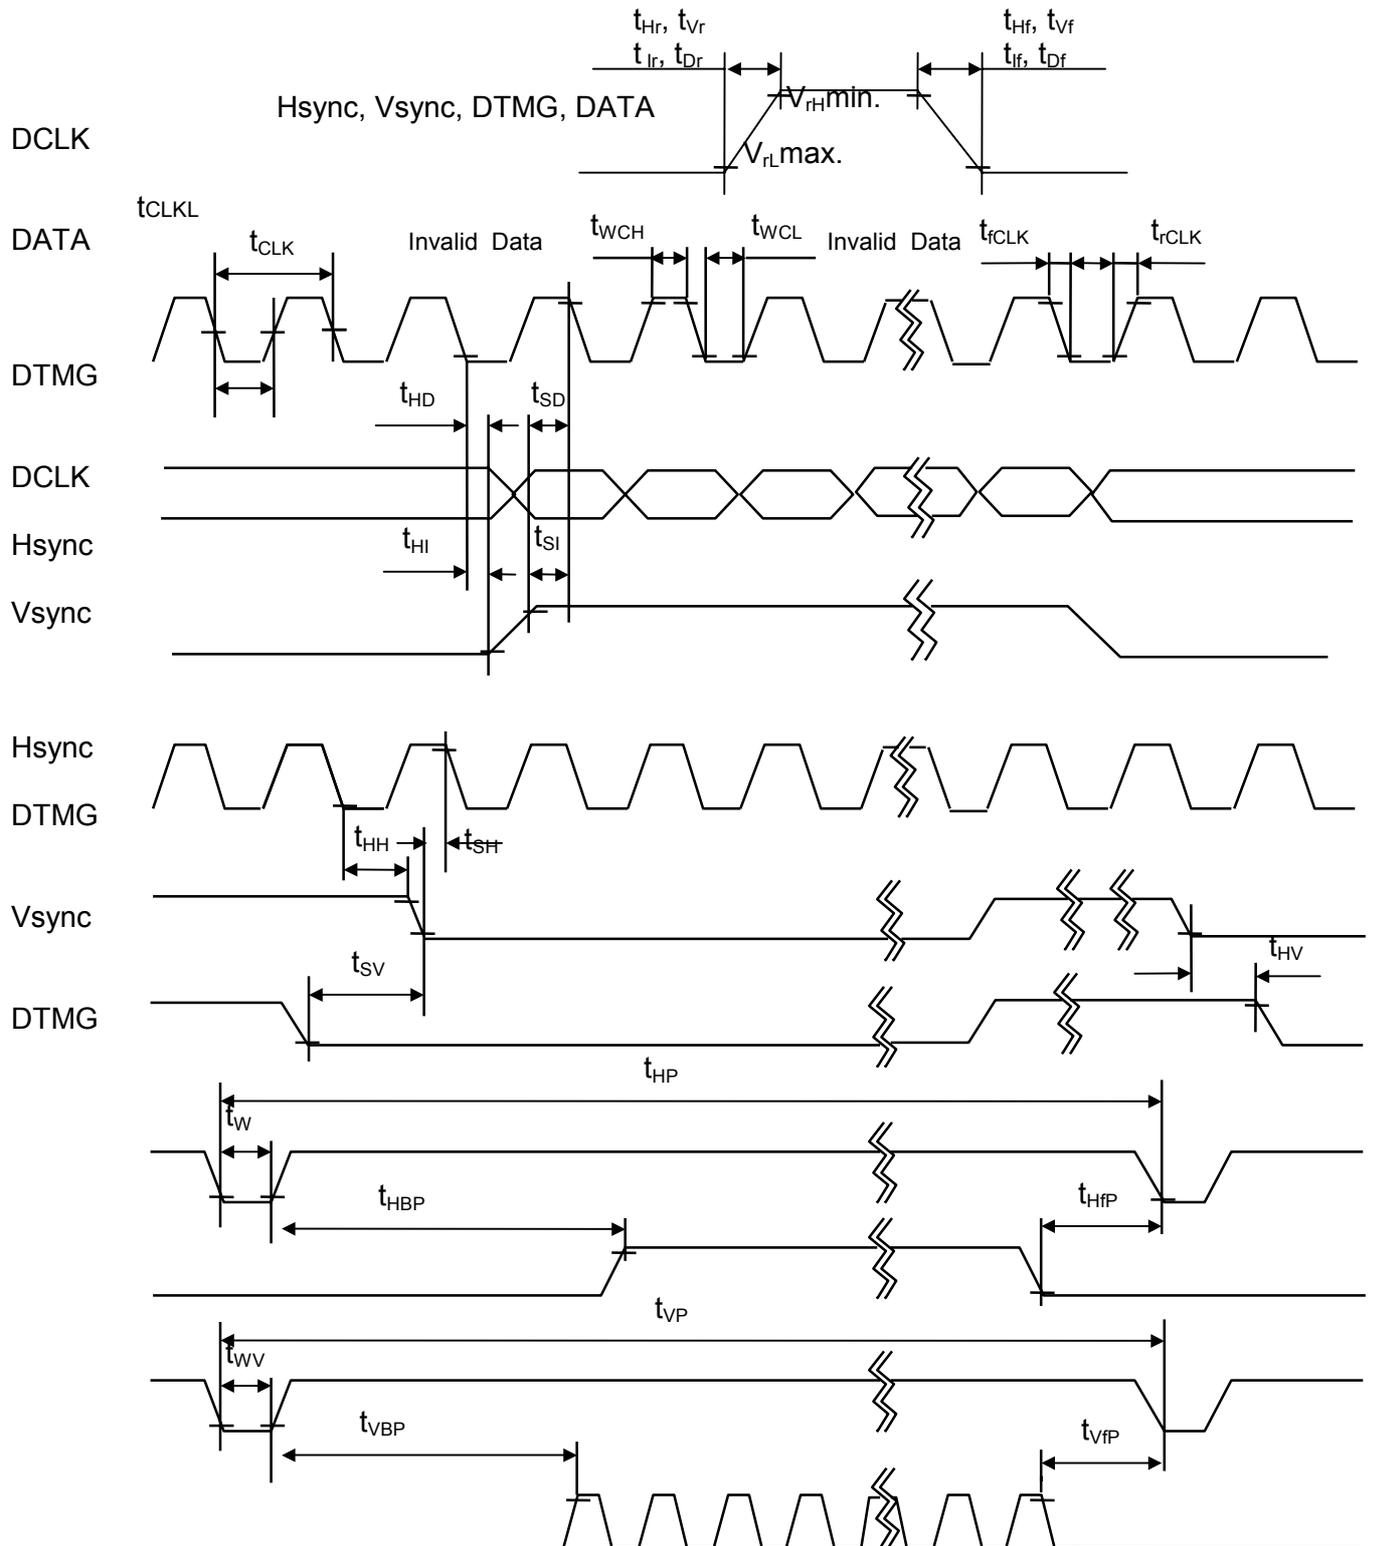 tHr, tVr
tHf, tVf
t Ir, tDr
tIf, tDf
Hsync, Vsync, DTMG, DATA
VrHmin.
DCLK
VrLmax.
tCLKL
DATA
tCLK
Invalid Data
tWCH
tWCL
Invalid Data
tfCLK
trCLK
DTMG
tHD
tSD
DCLK
Hsync
tHI
tSI
Vsync
Hsync
DTMG
tHH
tSH
Vsync
tSV
tHV
DTMG
tHP
tW
tHBP
tHfP
tVP
tWV
tVBP
tVfP